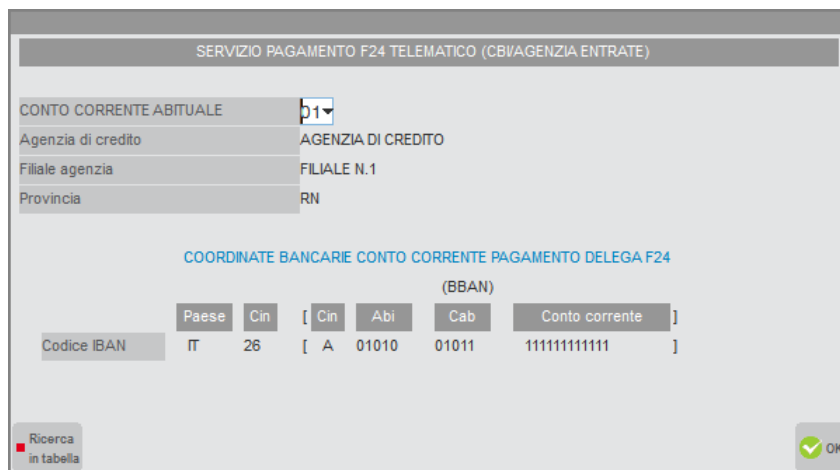 SERVIZIO PAGAMENTO F24 TELEMATICO (CBI/AGENZIA ENTRATE)
CONTO CORRENTE ABITUALE 01
Agenzia di credito AGENZIA DI CREDITO
Filiale agenzia FILIALE N.1
Provincia RN
COORDINATE BANCARIE CONTO CORRENTE PAGAMENTO DELEGA F24
(BBAN)
Paese Cin [ Cin Abi Cab Conto corrente ]
Codice IBAN IT 26 [ A 01010 01011 111111111111 ]
Ricerca
in tabella
OK